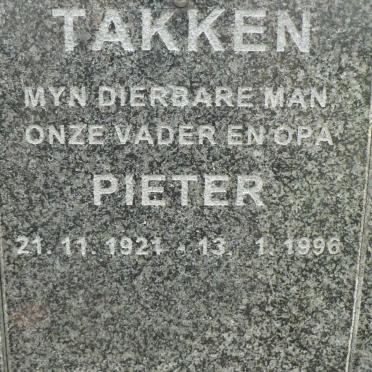 TAKKEN
MYN DIERBARE MAN
ONZE VADER EN OPA
PIETER
21. 11. 1921 - 13. 1. 1996